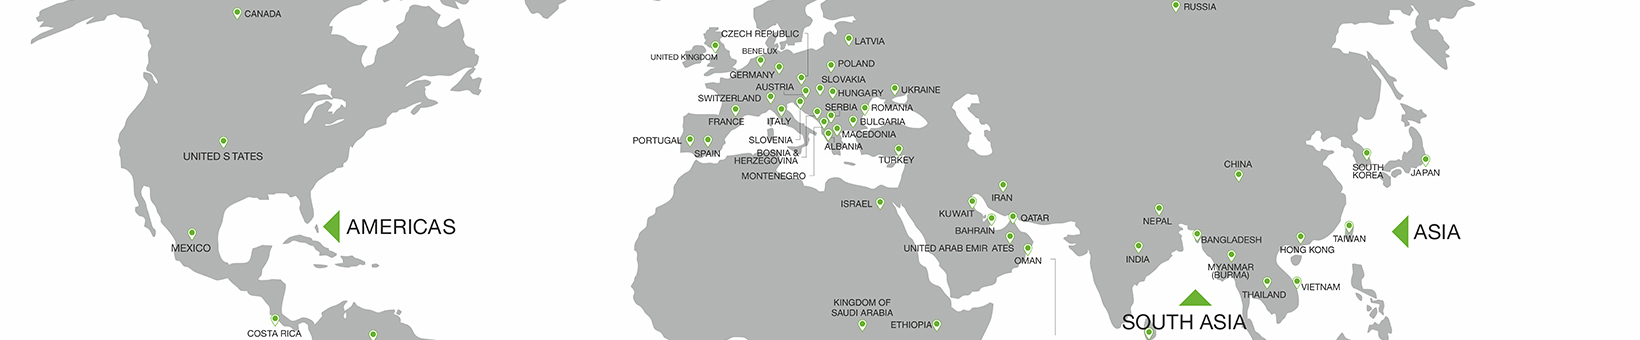 CANADA
RUSSIA
CZECH REPUBLIC
LATVIA
BENELUX
UNITED KINGDOM
POLAND
GERMANY
SLOVAKIA
AUSTRIA
HUNGARY
UKRAINE
SWITZERLAND
SERBIA
ROMANIA
FRANCE
ITALY
BULGARIA
MACEDONIA
PORTUGAL
SLOVENIA
ALBANIA
SPAIN
BOSNIA &
HERZEGOVINA
TURKEY
MONTENEGRO
UNITED S TATES
CHINA
SOUTH
KOREA
JAPAN
IRAN
ISRAEL
KUWAIT
QATAR
NEPAL
BAHRAIN
AMERICAS
ASIA
MEXICO
UNITED ARAB EMIR ATES
OMAN
BANGLADESH
TAIWAN
HONG KONG
INDIA
MYANMAR
(BURMA)
VIETNAM
THAILAND
KINGDOM OF
SAUDI ARABIA
ETHIOPIA
SOUTH ASIA
COSTA RICA